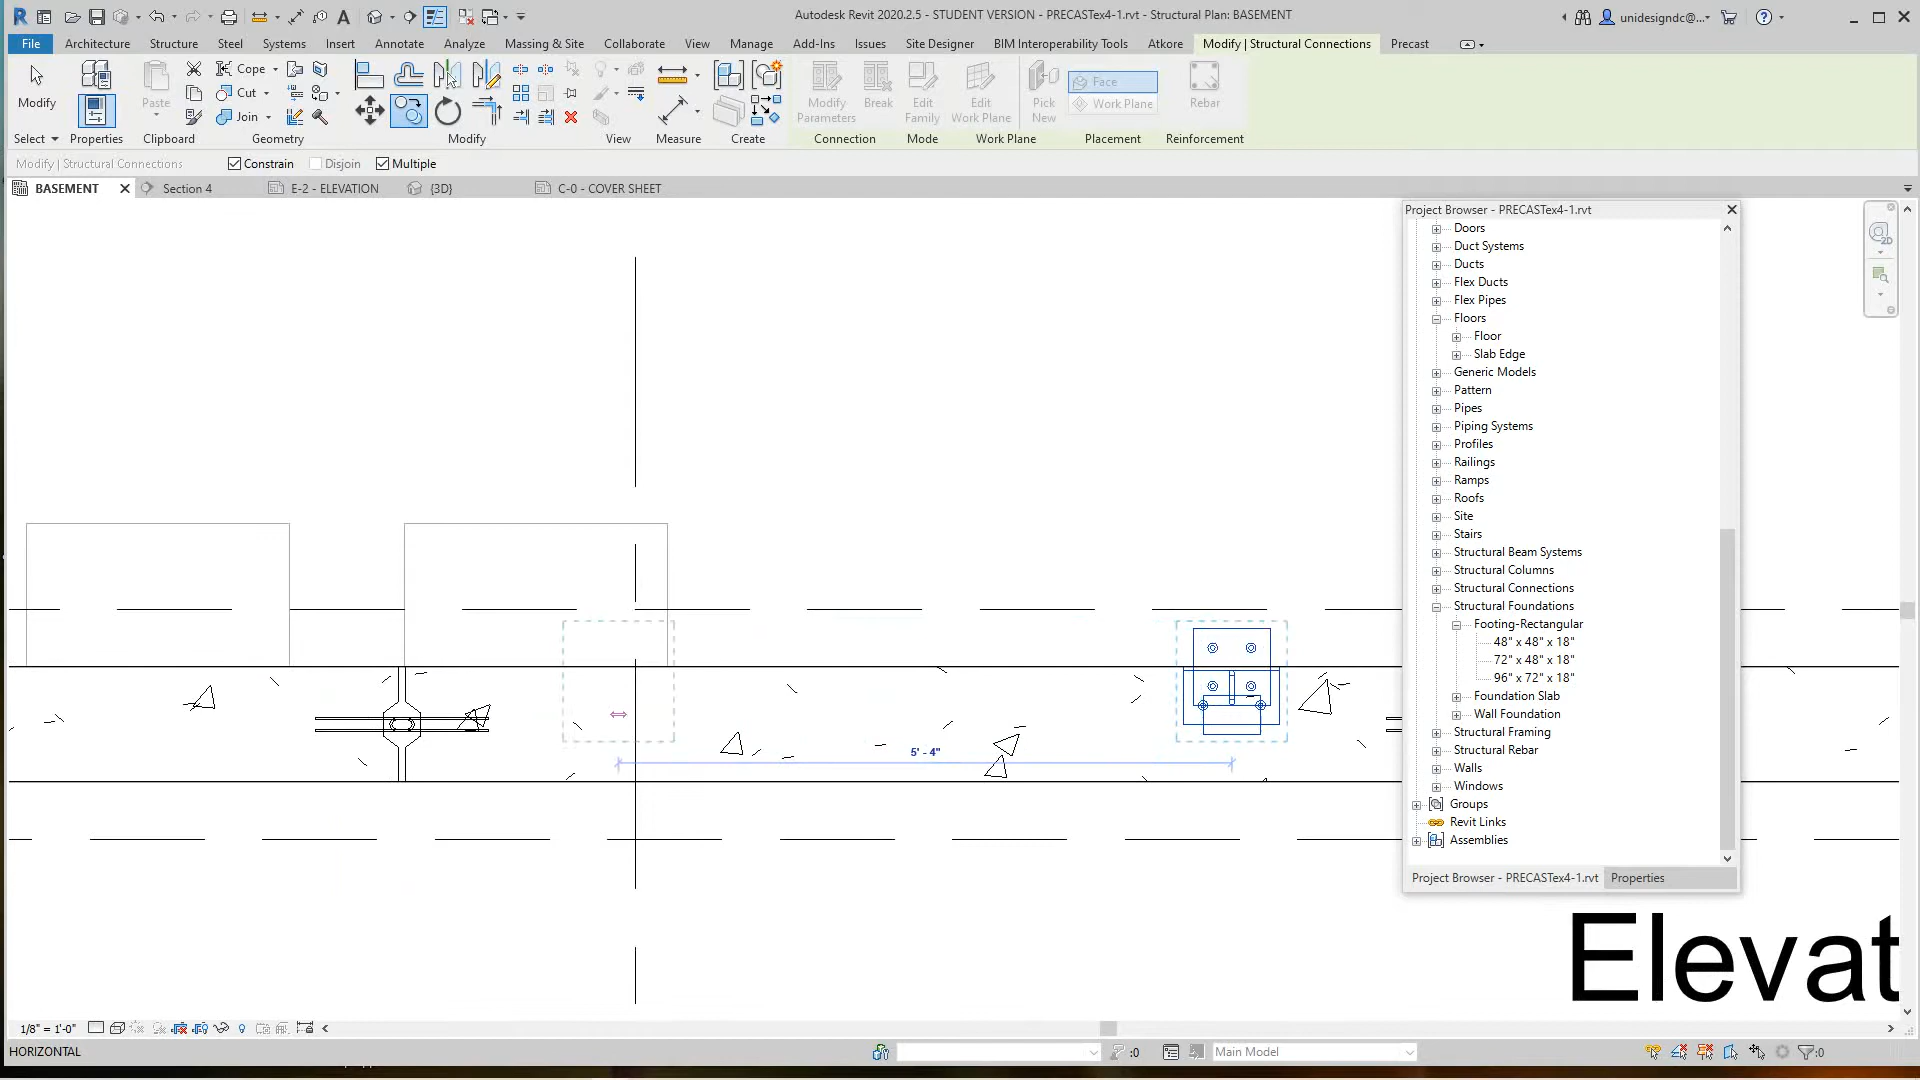 Autodesk Revit 2020.2.5 - STUDENT VERSION - PRECASTex4-1.rvt - Structural Plan: BASEMENT
unidesigndc@...
File Architecture Structure Steel Systems Insert Annotate Analyze Massing & Site Collaborate View Manage Add-Ins Issues Site Designer BIM Interoperability Tools Atkore Modify | Structural Connections Precast
Cope
Cut
Join
Modify
Paste
Modify Parameters
Break
Edit Family
Edit Work Plane
Pick New
Face
Work Plane
Rebar
Select Properties Clipboard Geometry Modify View Measure Create Connection Mode Work Plane Placement Reinforcement
Modify | Structural Connections Constrain Disjoin Multiple
BASEMENT Section 4 E-2 - ELEVATION {3D} C-0 - COVER SHEET
Project Browser - PRECASTex4-1.rvt
Doors
Duct Systems
Ducts
Flex Ducts
Flex Pipes
Floors
Floor
Slab Edge
Generic Models
Pattern
Pipes
Piping Systems
Profiles
Railings
Ramps
Roofs
Site
Stairs
Structural Beam Systems
Structural Columns
Structural Connections
Structural Foundations
Footing-Rectangular
48" x 48" x 18"
72" x 48" x 18"
96" x 72" x 18"
Foundation Slab
Wall Foundation
Structural Framing
Structural Rebar
Walls
Windows
Groups
Revit Links
Assemblies
Project Browser - PRECASTex4-1.rvt Properties
2D
5' - 4"
Elevat
1/8" = 1'-0"
HORIZONTAL
:0
Main Model
:0